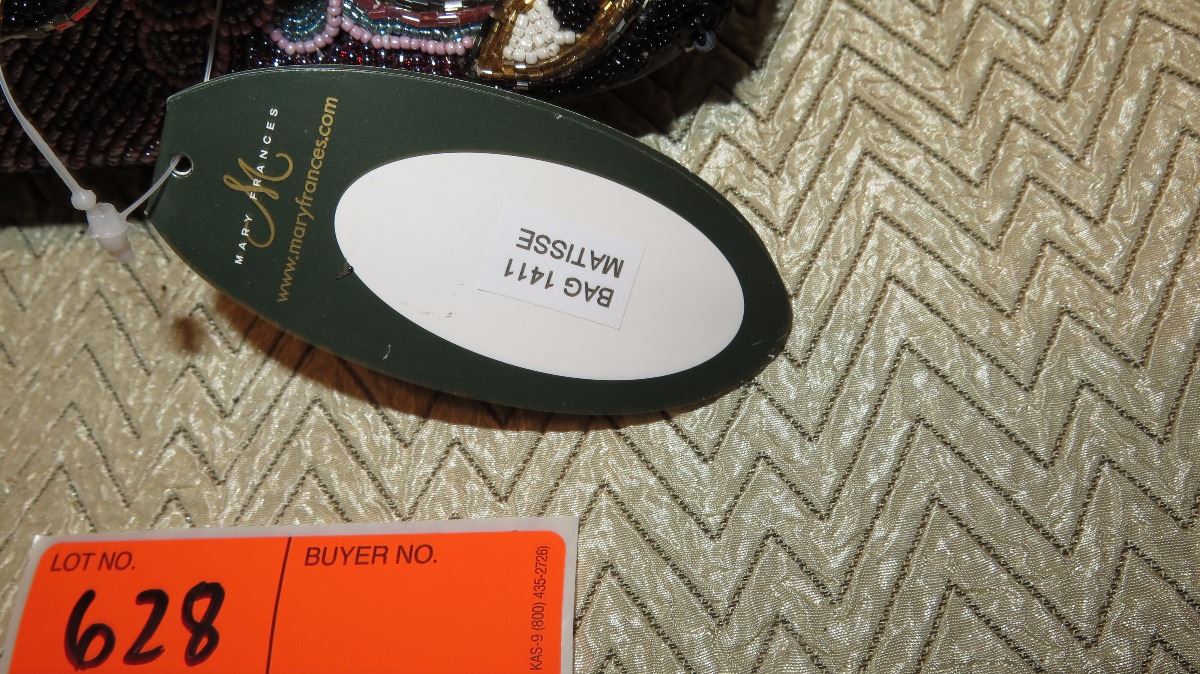 MARY FRANCES
M
www.maryfrances.com
BAG 1411
MATISSE
LOT NO.
628
BUYER NO.
KAS-9 (800) 435-2726)